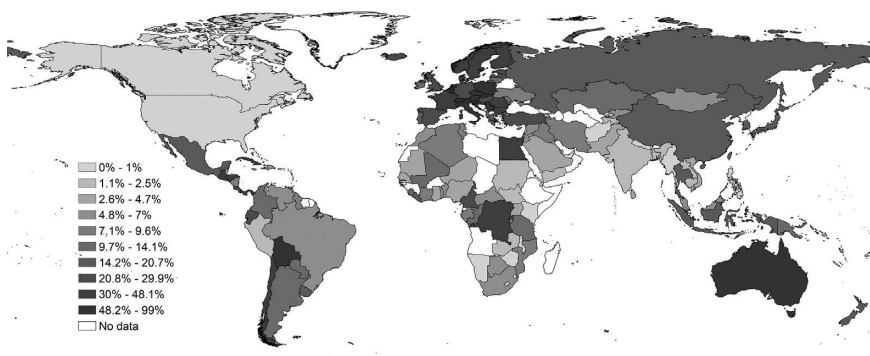 0% - 1%
1.1% - 2.5%
2.6% - 4.7%
4.8% - 7%
7.1% - 9.6%
9.7% - 14.1%
14.2% - 20.7%
20.8% - 29.9%
30% - 48.1%
48.2% - 99%
No data